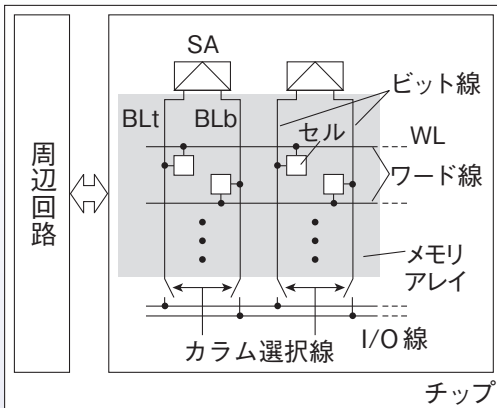 SA
ビット線
BLt
BLb
セル
WL
ワード線
周辺回路
メモリ
アレイ
I/O線
カラム選択線
チップ